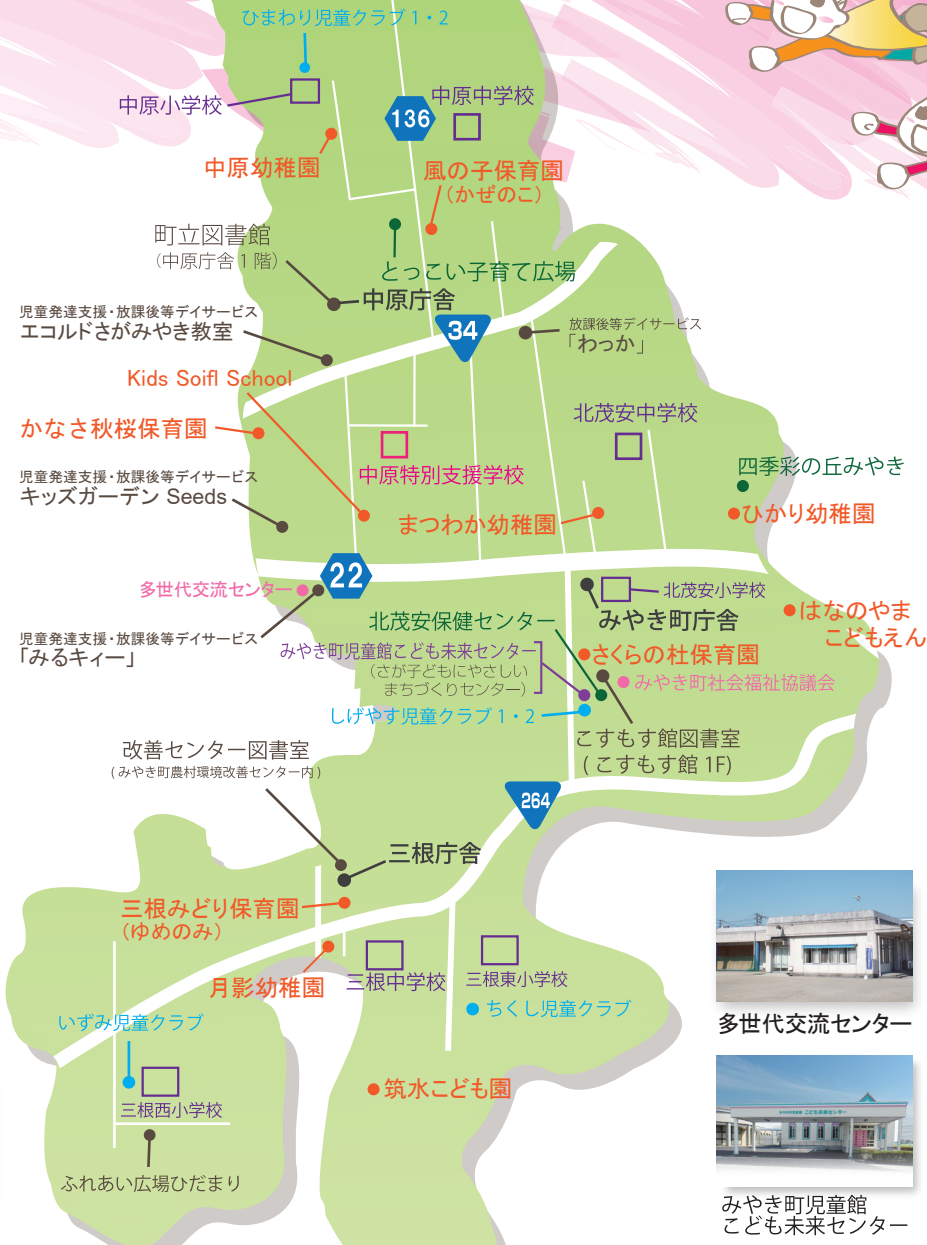 ひまわり児童クラブ1・2
中原小学校
136
中原中学校
中原幼稚園
風の子保育園
（かぜのこ）
町立図書館
（中原庁舎1階）
とっこい子育て広場
中原庁舎
児童発達支援・放課後等デイサービス
エコルドさがみやき教室
34
放課後等デイサービス
「わっか」
Kids Soifl School
かなさ秋桜保育園
北茂安中学校
中原特別支援学校
四季彩の丘みやき
児童発達支援・放課後等デイサービス
キッズガーデン Seeds
まつわか幼稚園
ひかり幼稚園
22
多世代交流センター
北茂安小学校
みやき町庁舎
はなのやま
こどもえん
児童発達支援・放課後等デイサービス
「みるキィー」
北茂安保健センター
みやき町児童館こども未来センター
（さが子どもにやさしい
まちづくりセンター）
さくらの杜保育園
みやき町社会福祉協議会
しげやす児童クラブ1・2
こすもす館図書室
(こすもす館 1F)
改善センター図書室
(みやき町農村環境改善センター内)
264
三根庁舎
三根みどり保育園
（ゆめのみ）
月影幼稚園
三根中学校
三根東小学校
ちくし児童クラブ
いずみ児童クラブ
三根西小学校
筑水こども園
ふれあい広場ひだまり
多世代交流センター
こども未来センター
みやき町児童館
こども未来センター